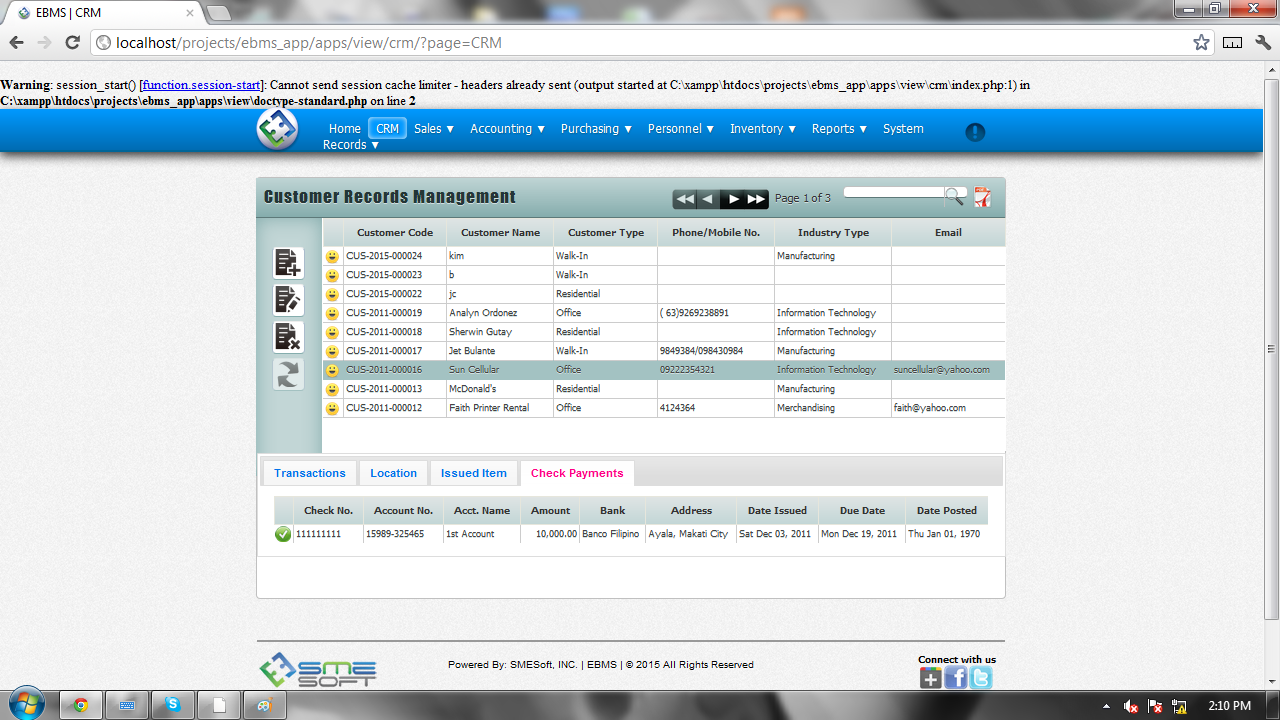 EBMS | CRM
localhost/projects/ebms_app/apps/view/crm/?page=CRM
Warning: session_start() [function.session-start]: Cannot send session cache limiter - headers already sent (output started at C:\xampp\htdocs\projects\ebms_app\apps\view\crm\index.php:1) in
C:\xampp\htdocs\projects\ebms_app\apps\view\doctype-standard.php on line 2
Home CRM Sales ▼ Accounting ▼ Purchasing ▼ Personnel ▼ Inventory ▼ Reports ▼ System
Records ▼
Customer Records Management Page 1 of 3
Customer Code Customer Name Customer Type Phone/Mobile No. Industry Type Email
CUS-2015-000024 kim Walk-In Manufacturing
CUS-2015-000023 b Walk-In
CUS-2015-000022 jc Residential
CUS-2011-000019 Analyn Ordonez Office ( 63)9269238891 Information Technology
CUS-2011-000018 Sherwin Gutay Residential Information Technology
CUS-2011-000017 Jet Bulante Walk-In 9849384/098430984 Manufacturing
CUS-2011-000016 Sun Cellular Office 09222354321 Information Technology suncellular@yahoo.com
CUS-2011-000013 McDonald's Residential Manufacturing
CUS-2011-000012 Faith Printer Rental Office 4124364 Merchandising faith@yahoo.com
Transactions Location Issued Item Check Payments
Check No. Account No. Acct. Name Amount Bank Address Date Issued Due Date Date Posted
111111111 15989-325465 1st Account 10,000.00 Banco Filipino Ayala, Makati City Sat Dec 03, 2011 Mon Dec 19, 2011 Thu Jan 01, 1970
SME SOFT
Powered By: SMESoft, INC. | EBMS | © 2015 All Rights Reserved
Connect with us
2:10 PM